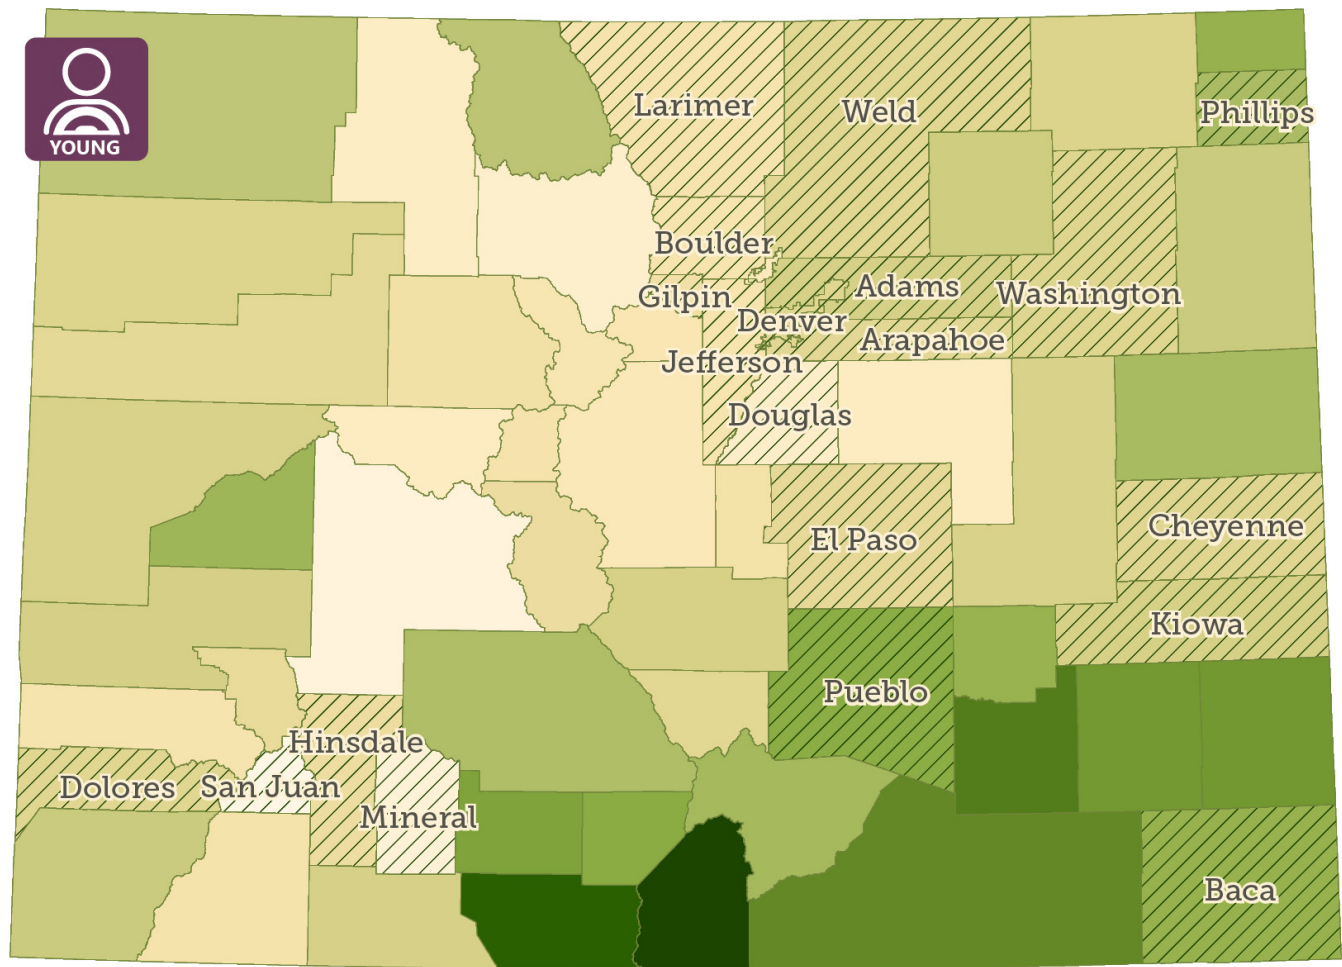 YOUNG
Larimer
Weld
Phillips
Boulder
Gilpin
Adams
Washington
Denver
Arapahoe
Jefferson
Douglas
El Paso
Cheyenne
Kiowa
Pueblo
Hinsdale
Dolores
San Juan
Mineral
Baca